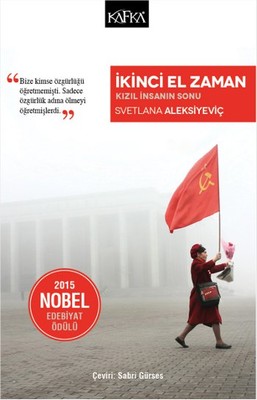 KAFKA
“Bize kimse özgürlüğü
öğretmemişti. Sadece
özgürlük adına ölmeyi
öğretmişlerdi.”
İKİNCİ EL ZAMAN
KIZIL İNSANIN SONU
SVETLANA ALEKSİYEVİÇ
2015
NOBEL
EDEBİYAT
ÖDÜLÜ
Çeviri: Sabri Gürses